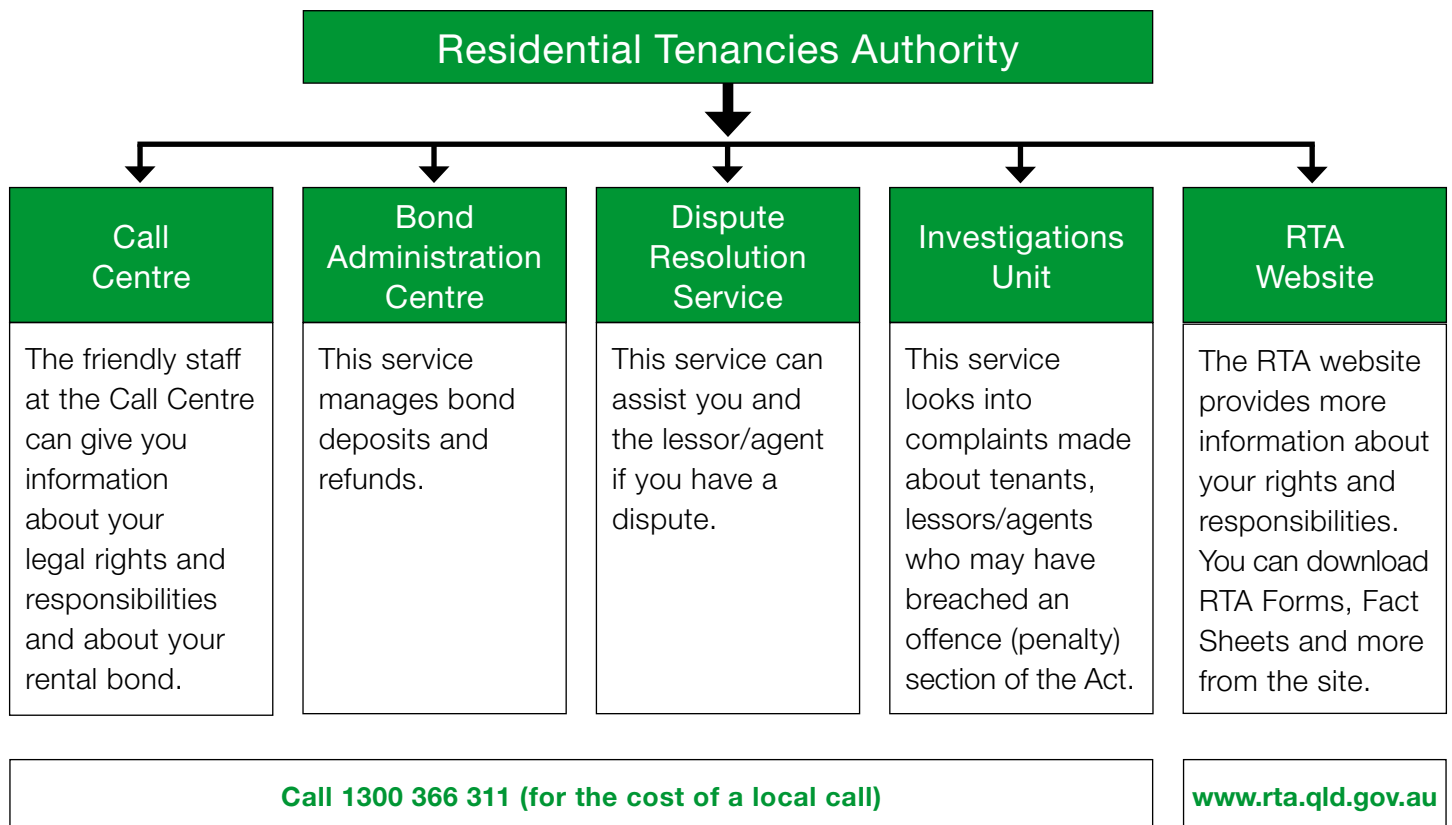 Residential Tenancies Authority
Call
Centre
The friendly staff
at the Call Centre
can give you
information
about your
legal rights and
responsibilities
and about your
rental bond.
Bond
Administration
Centre
This service
manages bond
deposits and
refunds.
Dispute
Resolution
Service
This service can
assist you and
the lessor/agent
if you have a
dispute.
Investigations
Unit
This service
looks into
complaints made
about tenants,
lessors/agents
who may have
breached an
offence (penalty)
section of the Act.
RTA
Website
The RTA website
provides more
information about
your rights and
responsibilities.
You can download
RTA Forms, Fact
Sheets and more
from the site.
Call 1300 366 311 (for the cost of a local call)
www.rta.qld.gov.au